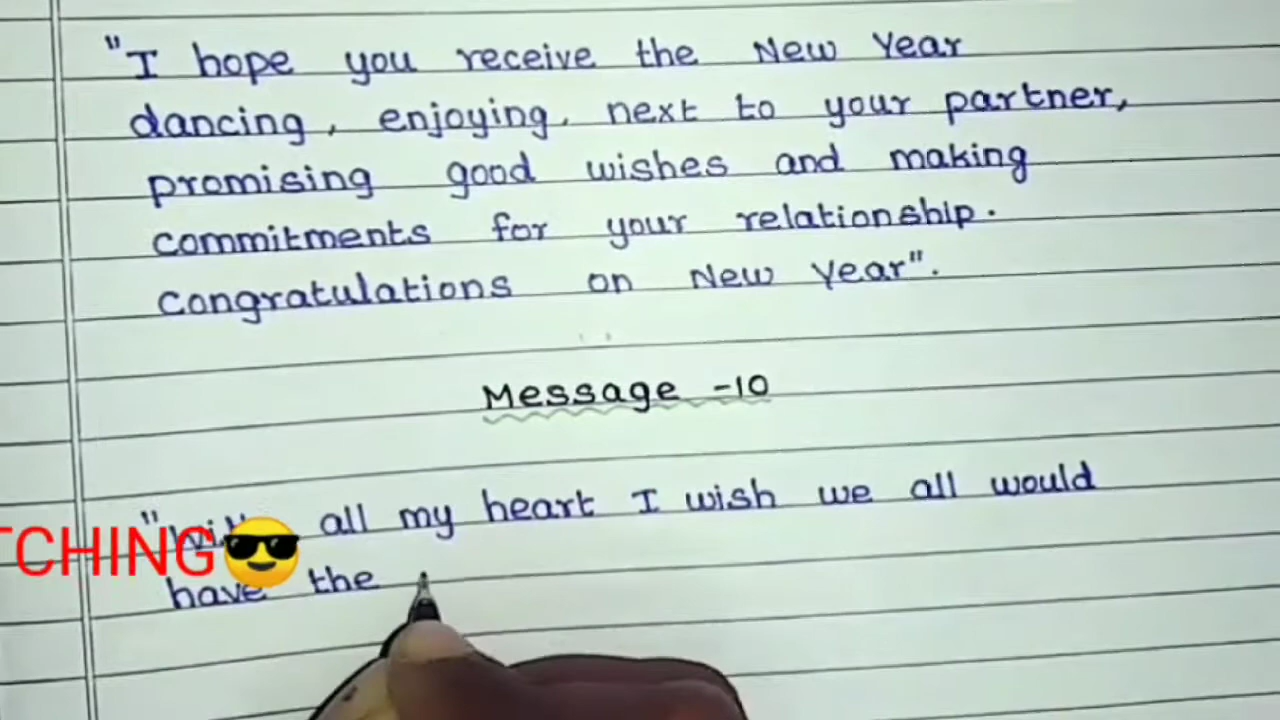 "I hope you receive the New Year
dancing, enjoying, next to your partner,
promising good wishes and making
commitments for your relationship.
Congratulations on New Year".
Message -10
all my heart I wish we all would
TCHING😎
have the